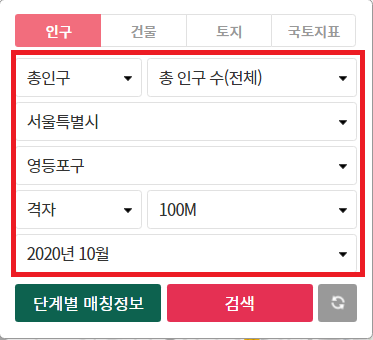 인구 건물 토지 국토지표
총인구 총 인구 수(전체)
서울특별시
영등포구
격자 100M
2020년 10월
단계별 매칭정보 검색